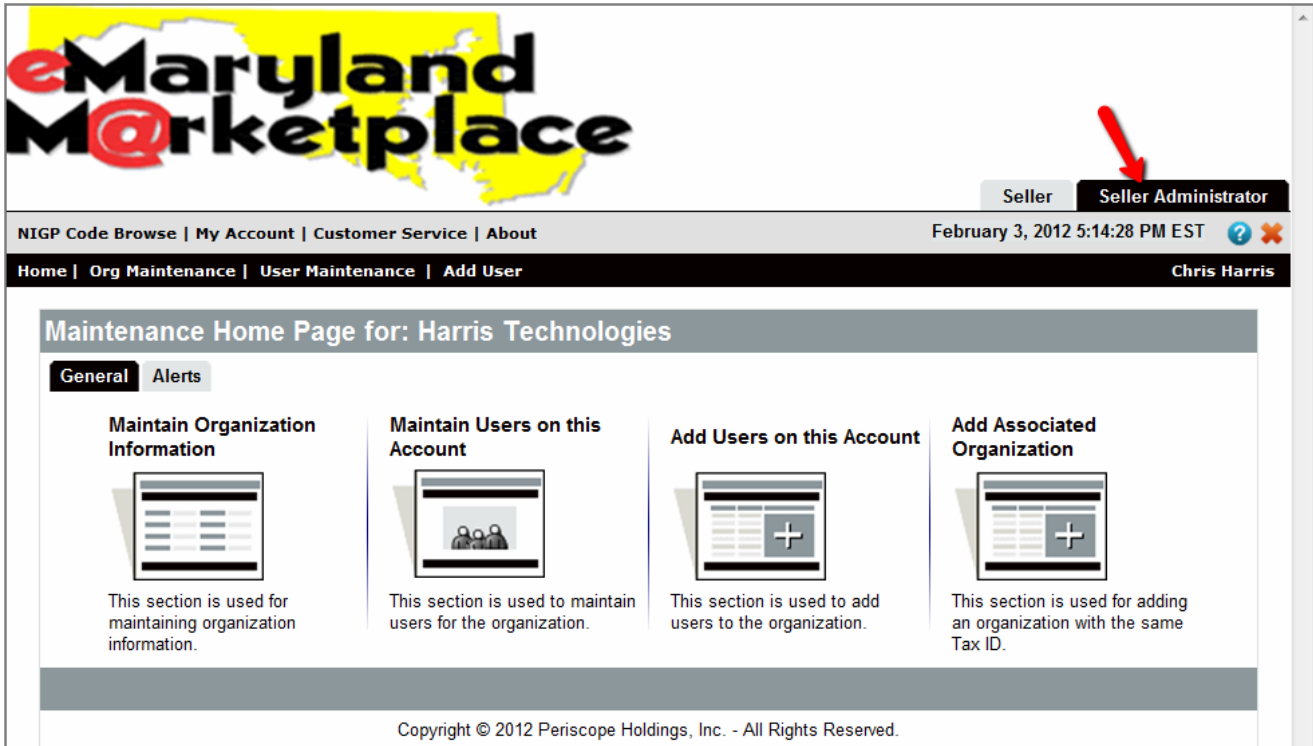 eMaryland
M@rketplace
Seller
Seller Administrator
NIGP Code Browse | My Account | Customer Service | About
February 3, 2012 5:14:28 PM EST
Home | Org Maintenance | User Maintenance | Add User
Chris Harris
Maintenance Home Page for: Harris Technologies
General
Alerts
Maintain Organization
Information
This section is used for
maintaining organization
information.
Maintain Users on this
Account
This section is used to maintain
users for the organization.
Add Users on this Account
This section is used to add
users to the organization.
Add Associated
Organization
This section is used for adding
an organization with the same
Tax ID.
Copyright © 2012 Periscope Holdings, Inc. - All Rights Reserved.